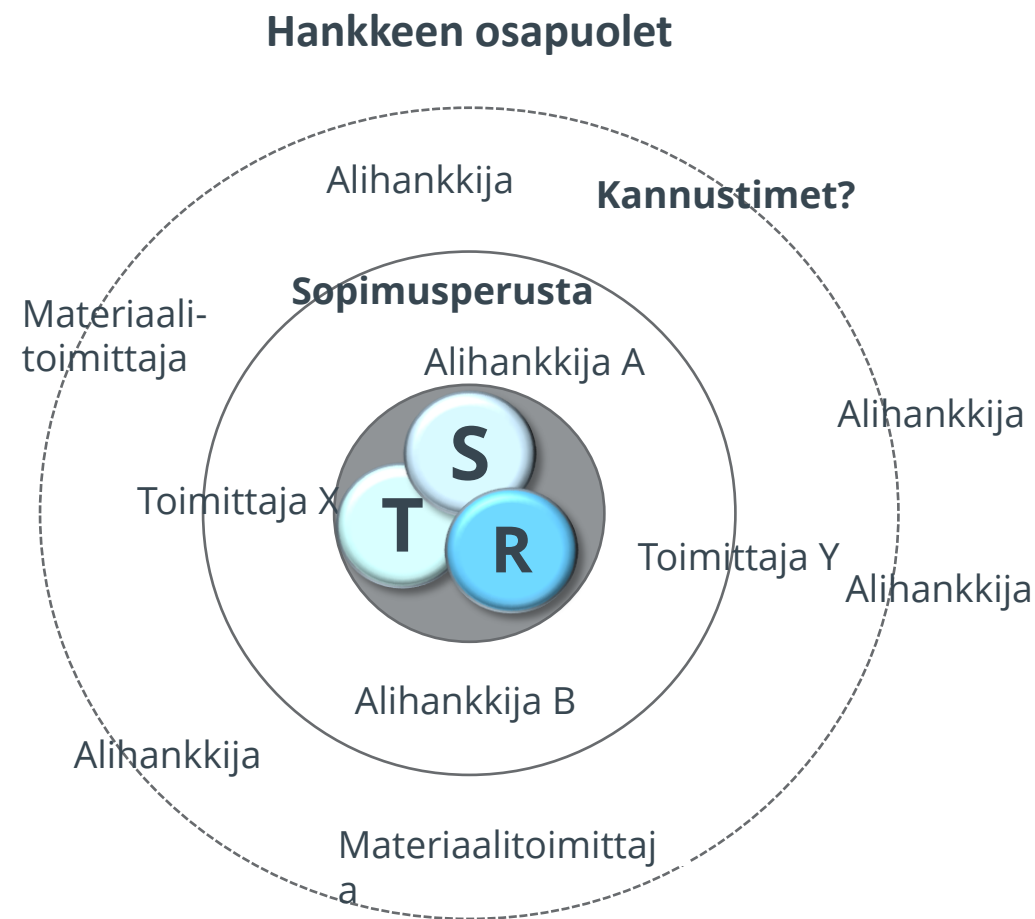 Hankkeen osapuolet
Alihankkija
Kannustimet?
Sopimusperusta
Materiaali-
toimittaja
Alihankkija A
Alihankkija
S
Toimittaja X
T
R
Toimittaja Y
Alihankkija
Alihankkija B
Alihankkija
Materiaalitoimittaj
a